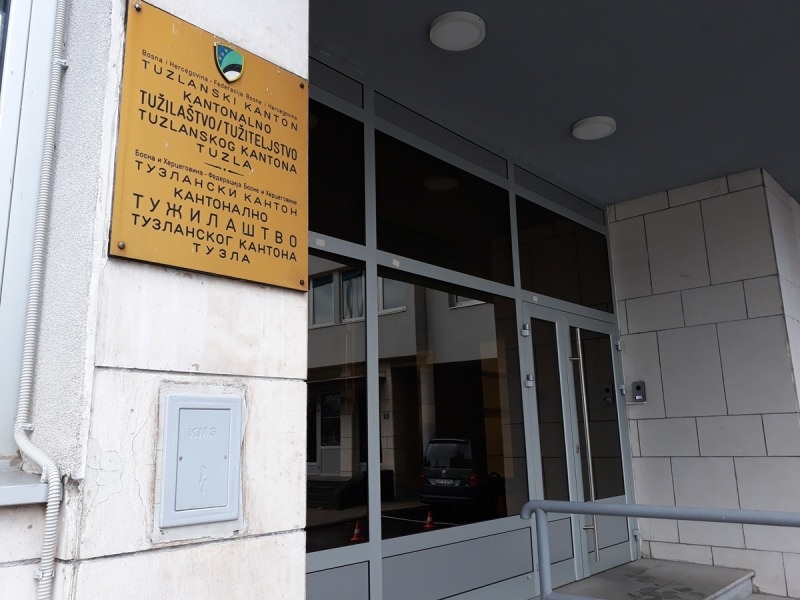 Bosna i Hercegovina - Federacija Bosne i Hercegovine
TUZLANSKI KANTON
KANTONALNO
TUŽILAŠTVO/TUŽITELJSTVO
TUZLANSKOG KANTONA
TUZLA
Босна и Херцеговина - Федерација Босне и Херцеговине
ТУЗЛАНСКИ КАНТОН
КАНТОНАЛНО
ТУЖИЛАШТВО
ТУЗЛАНСКОГ КАНТОНА
ТУЗЛА
KMS